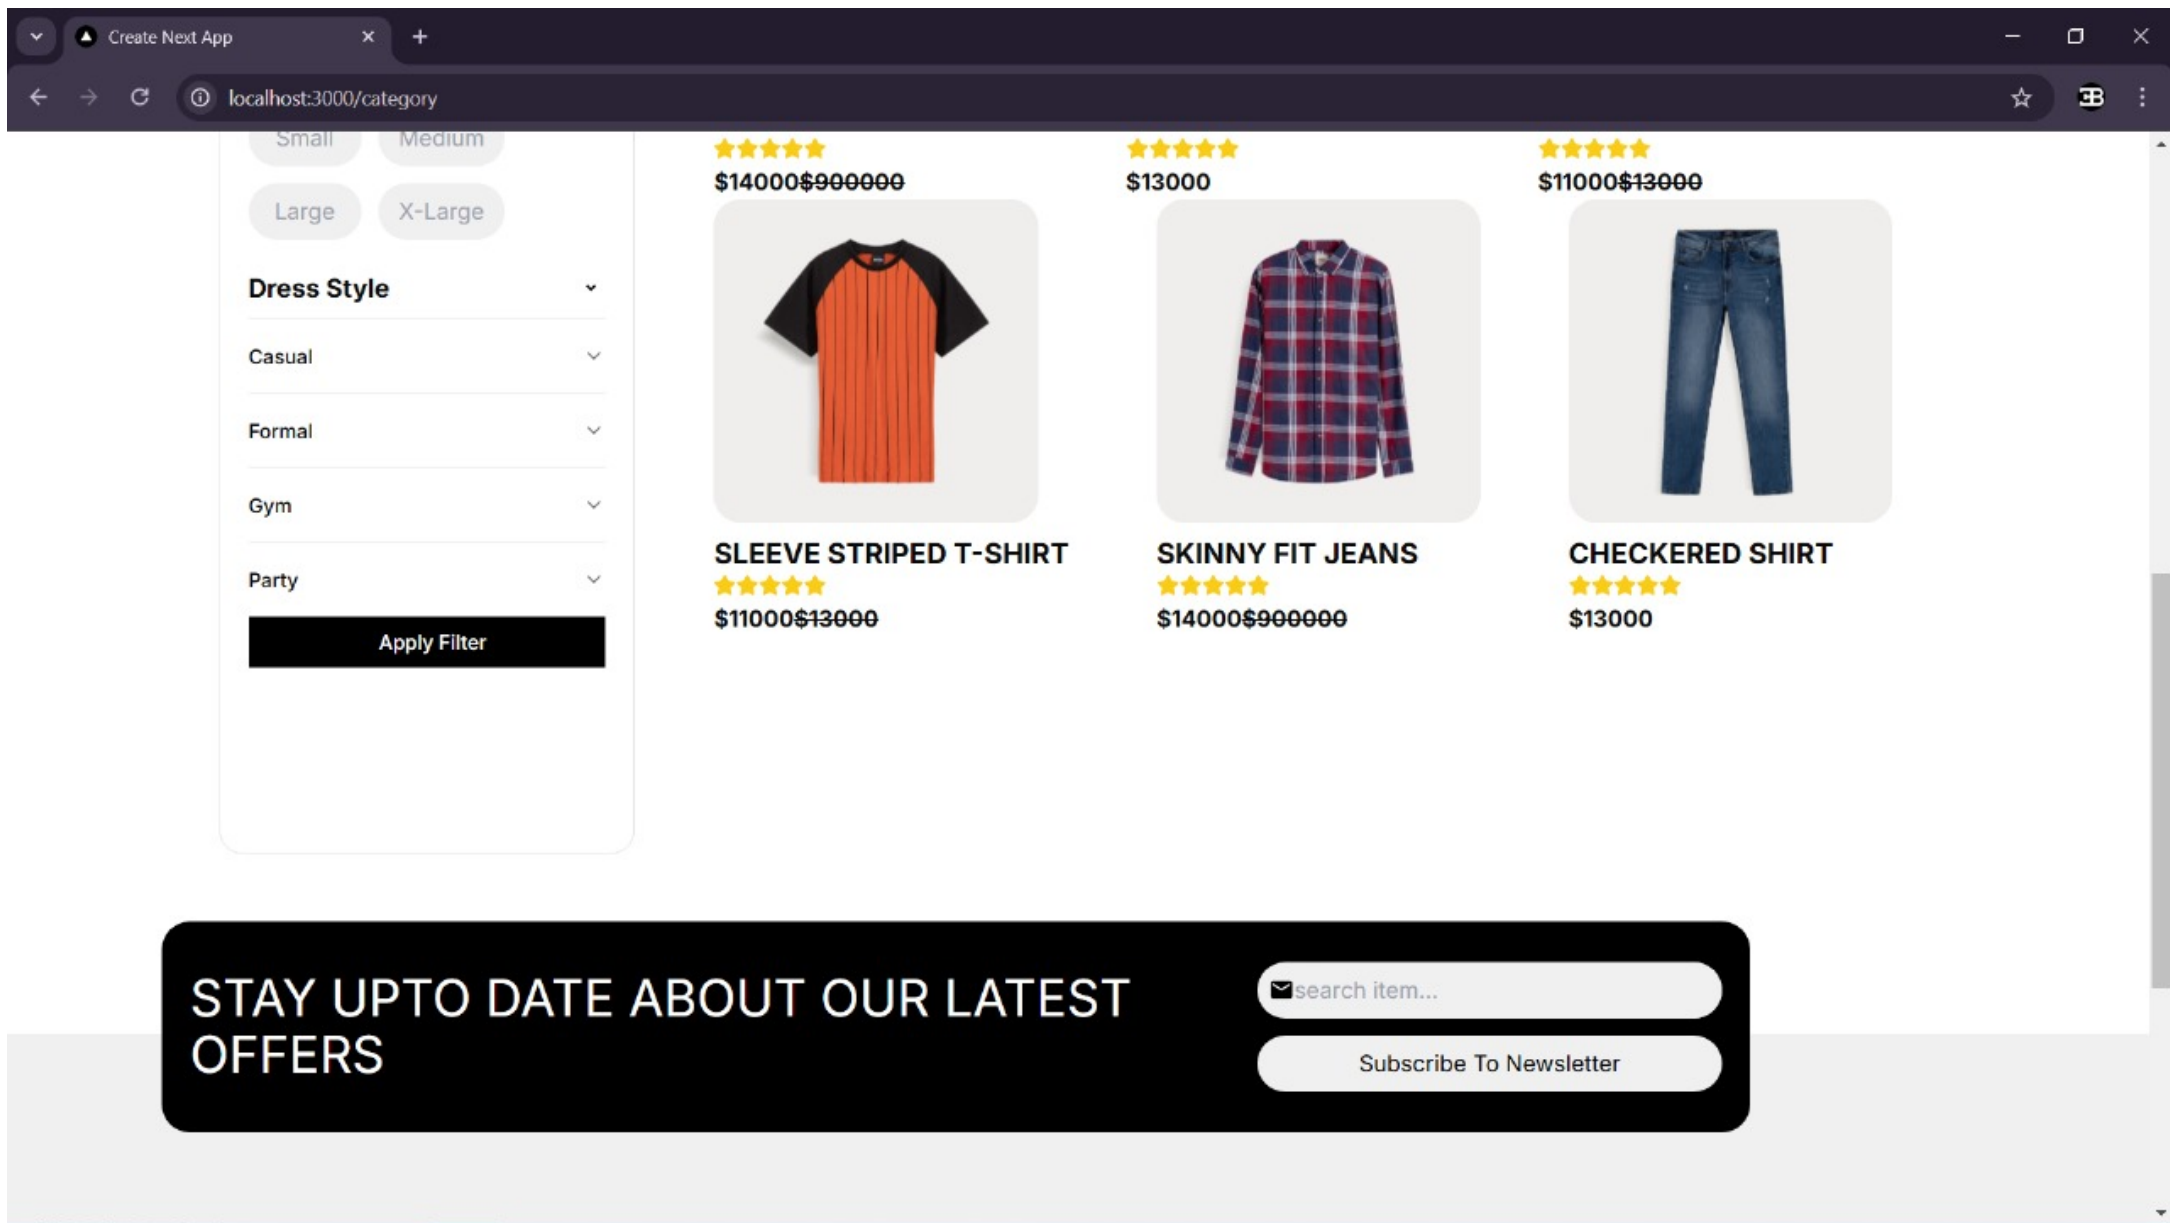 Create Next App
localhost:3000/category
Small Medium
Large X-Large
Dress Style
Casual
Formal
Gym
Party
Apply Filter
$14000$900000
$13000
$11000$13000
SLEEVE STRIPED T-SHIRT
$11000$13000
SKINNY FIT JEANS
$14000$900000
CHECKERED SHIRT
$13000
STAY UPTO DATE ABOUT OUR LATEST
OFFERS
search item...
Subscribe To Newsletter